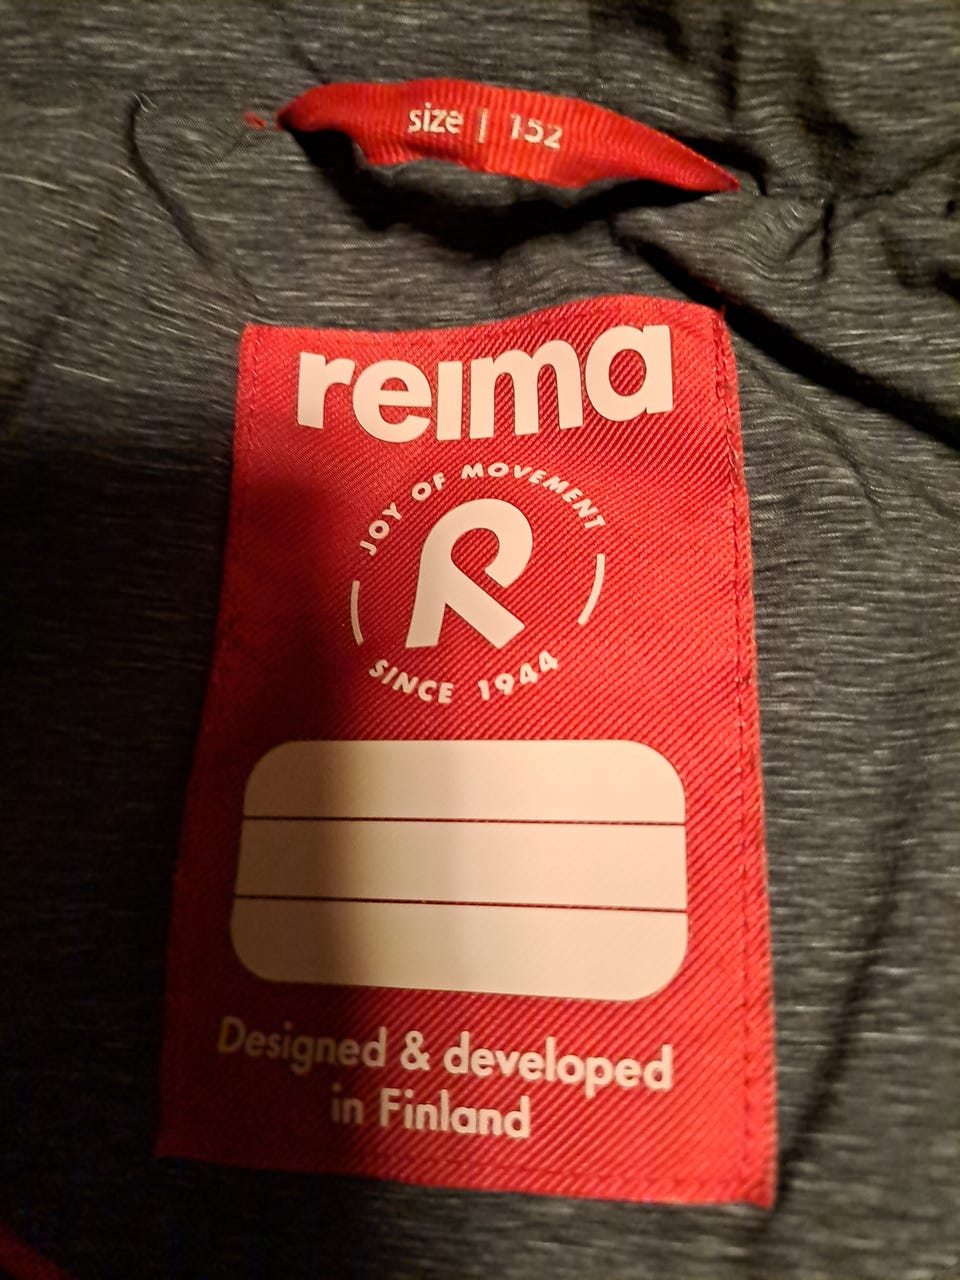 size | 152
reima
JOY OF MOVEMENT
R
SINCE 1944
Designed & developed
in Finland